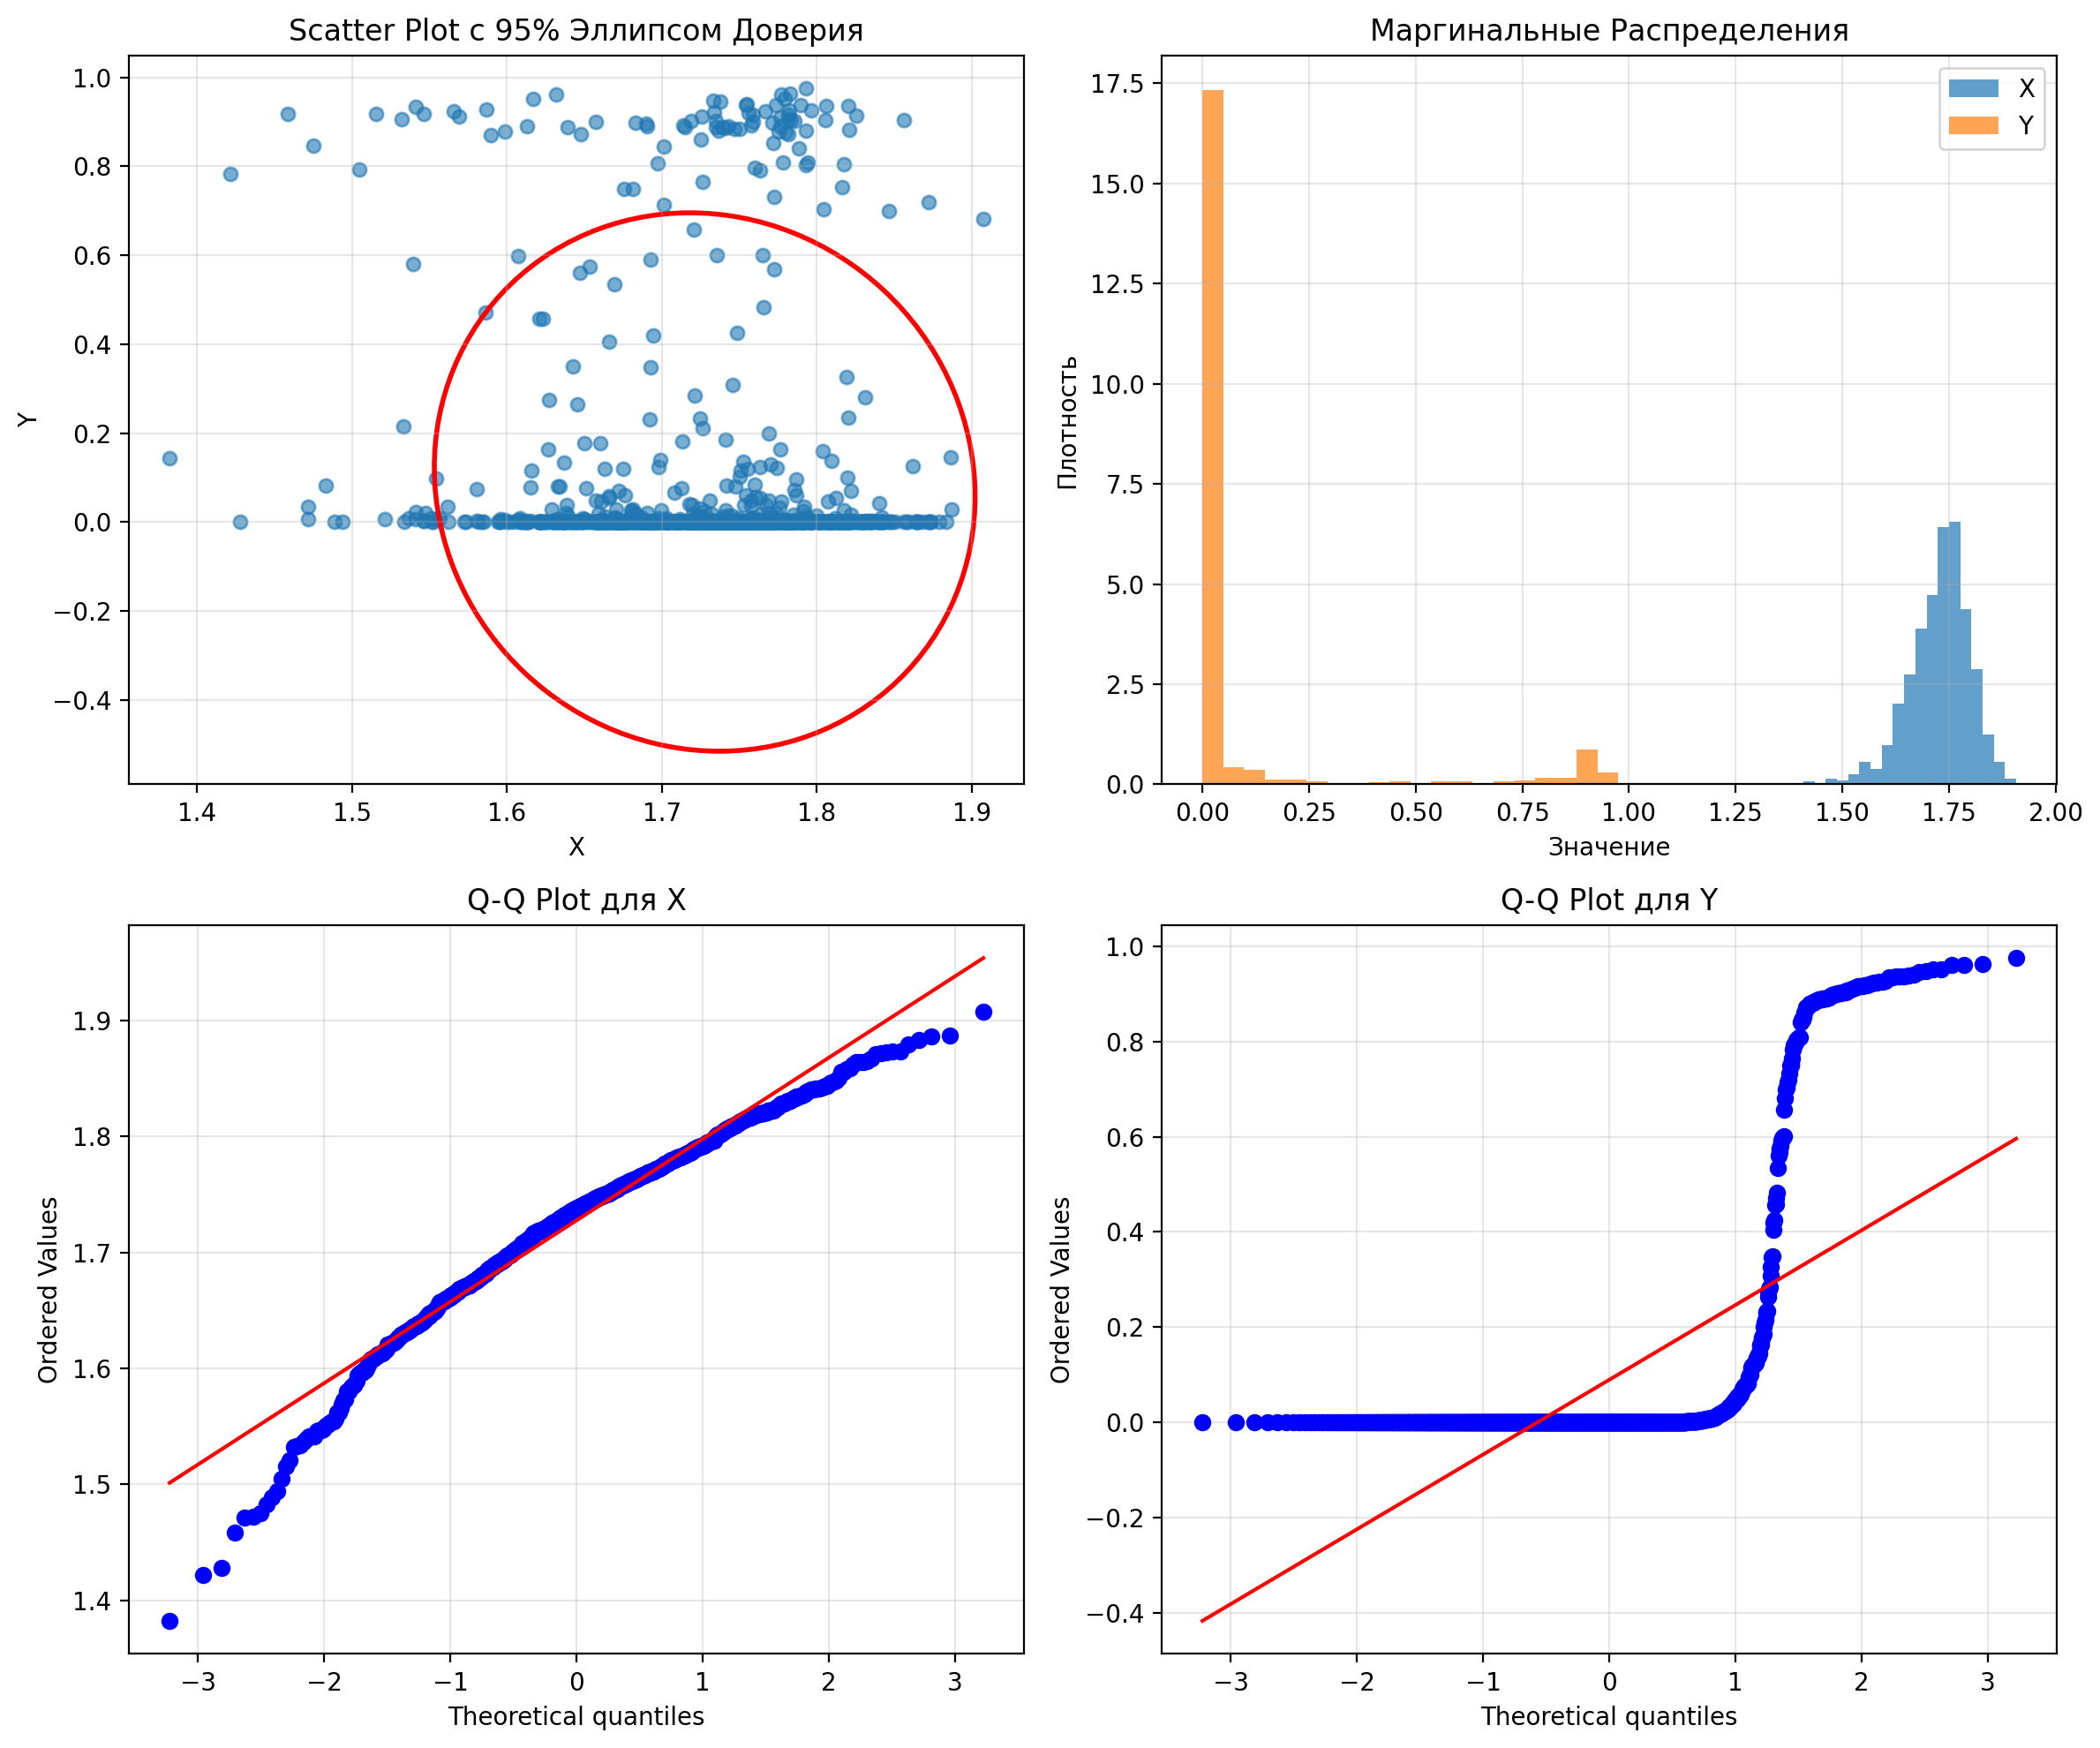 Scatter Plot с 95% Эллипсом Доверия
1.0
0.8
0.6
0.4
0.2
0.0
−0.2
−0.4
Y
1.4 1.5 1.6 1.7 1.8 1.9
X
Маргинальные Распределения
17.5
15.0
12.5
10.0
7.5
5.0
2.5
0.0
Плотность
X
Y
0.00 0.25 0.50 0.75 1.00 1.25 1.50 1.75 2.00
Значение
Q-Q Plot для X
1.9
1.8
1.7
1.6
1.5
1.4
Ordered Values
−3 −2 −1 0 1 2 3
Theoretical quantiles
Q-Q Plot для Y
1.0
0.8
0.6
0.4
0.2
0.0
−0.2
−0.4
Ordered Values
−3 −2 −1 0 1 2 3
Theoretical quantiles